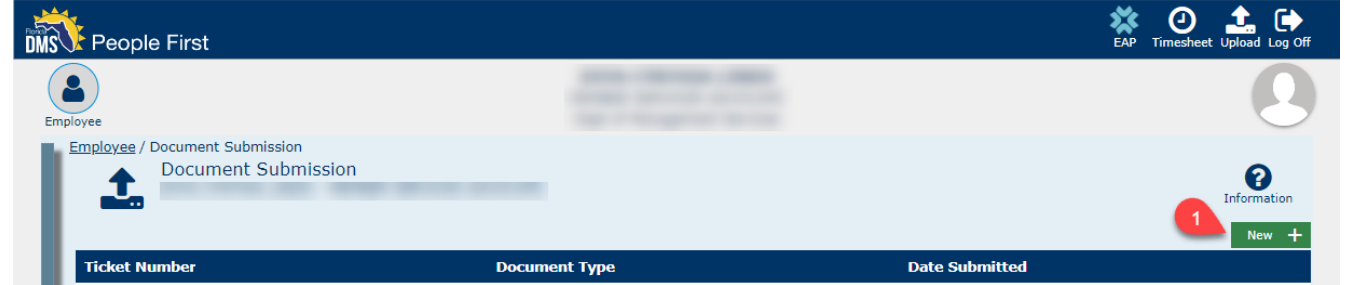 Florida
DMS People First
EAP Timesheet Upload Log Off
Employee
Employee / Document Submission
Document Submission
Information
1
New +
Ticket Number Document Type Date Submitted